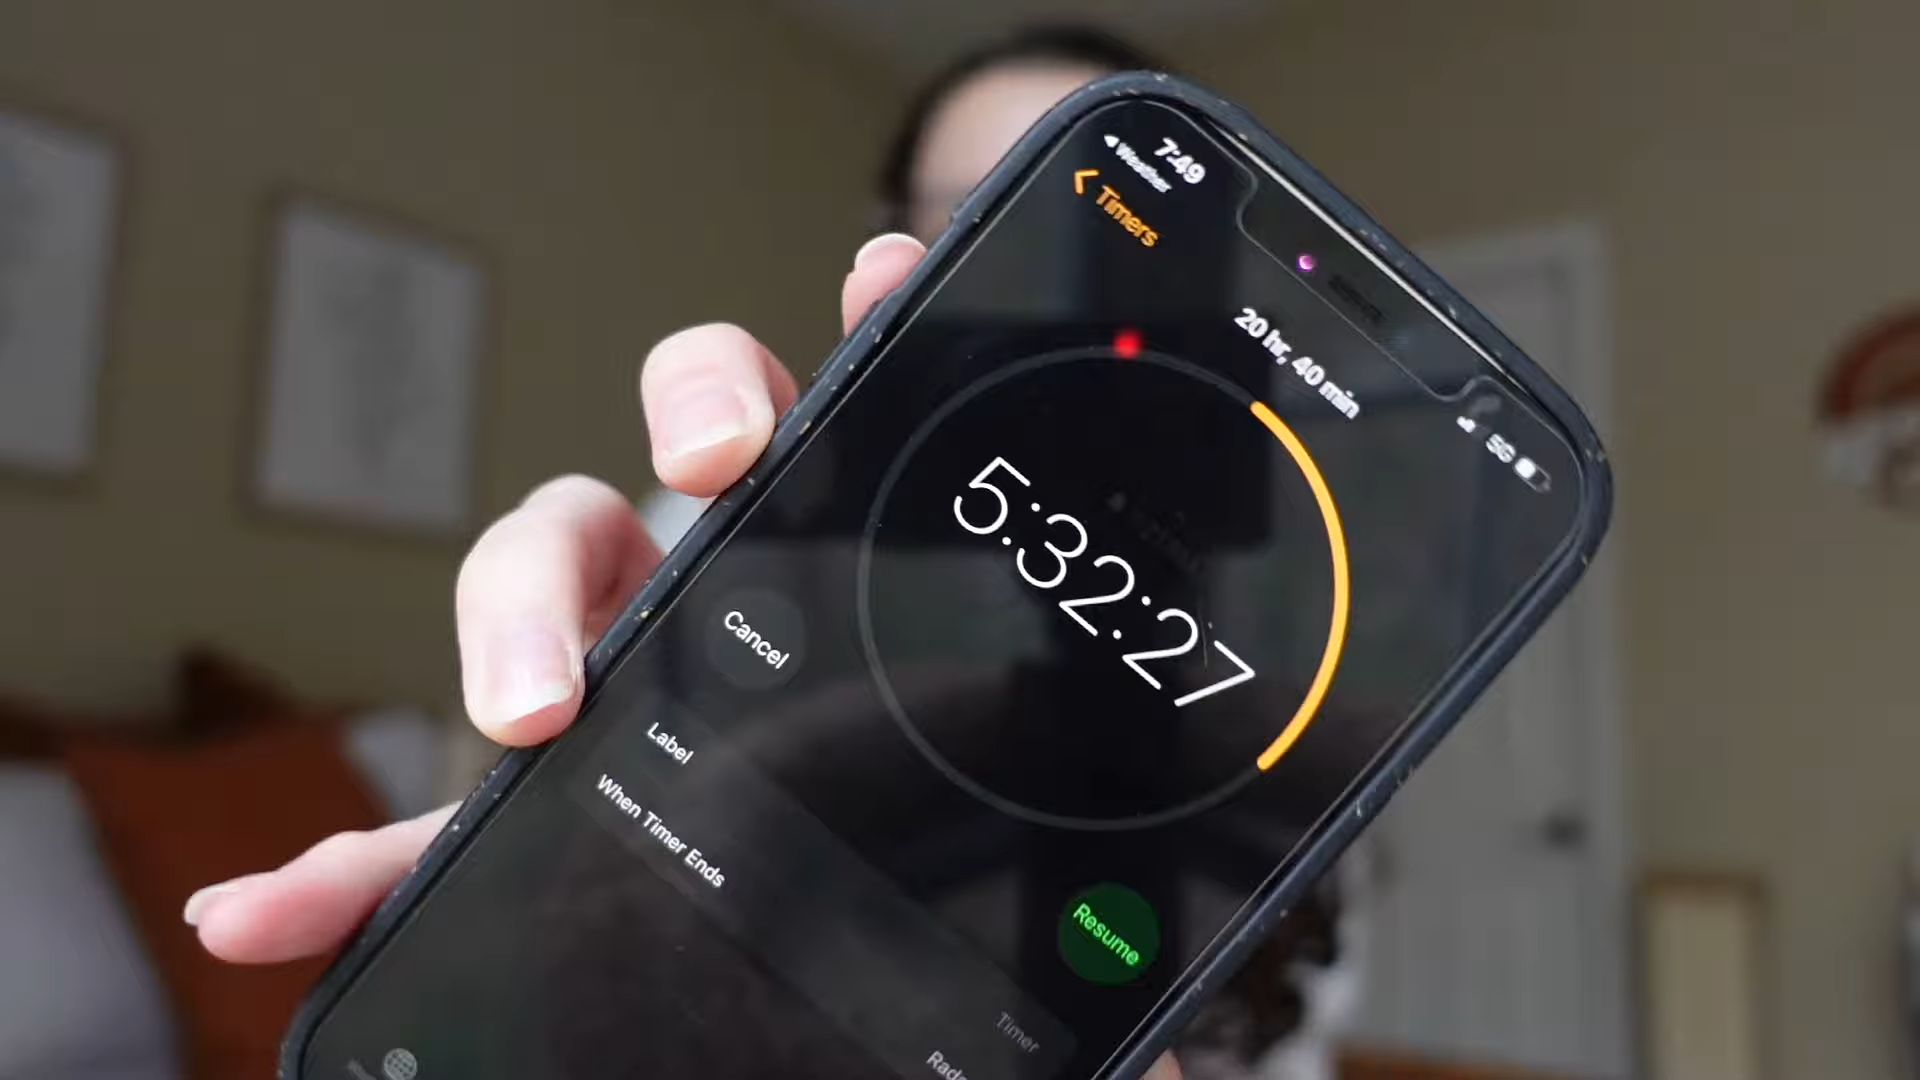 7:49
◀ Weather
5G
Timers
20 hr, 40 min
5:32:27
Cancel
Resume
Label
Timer
When Timer Ends